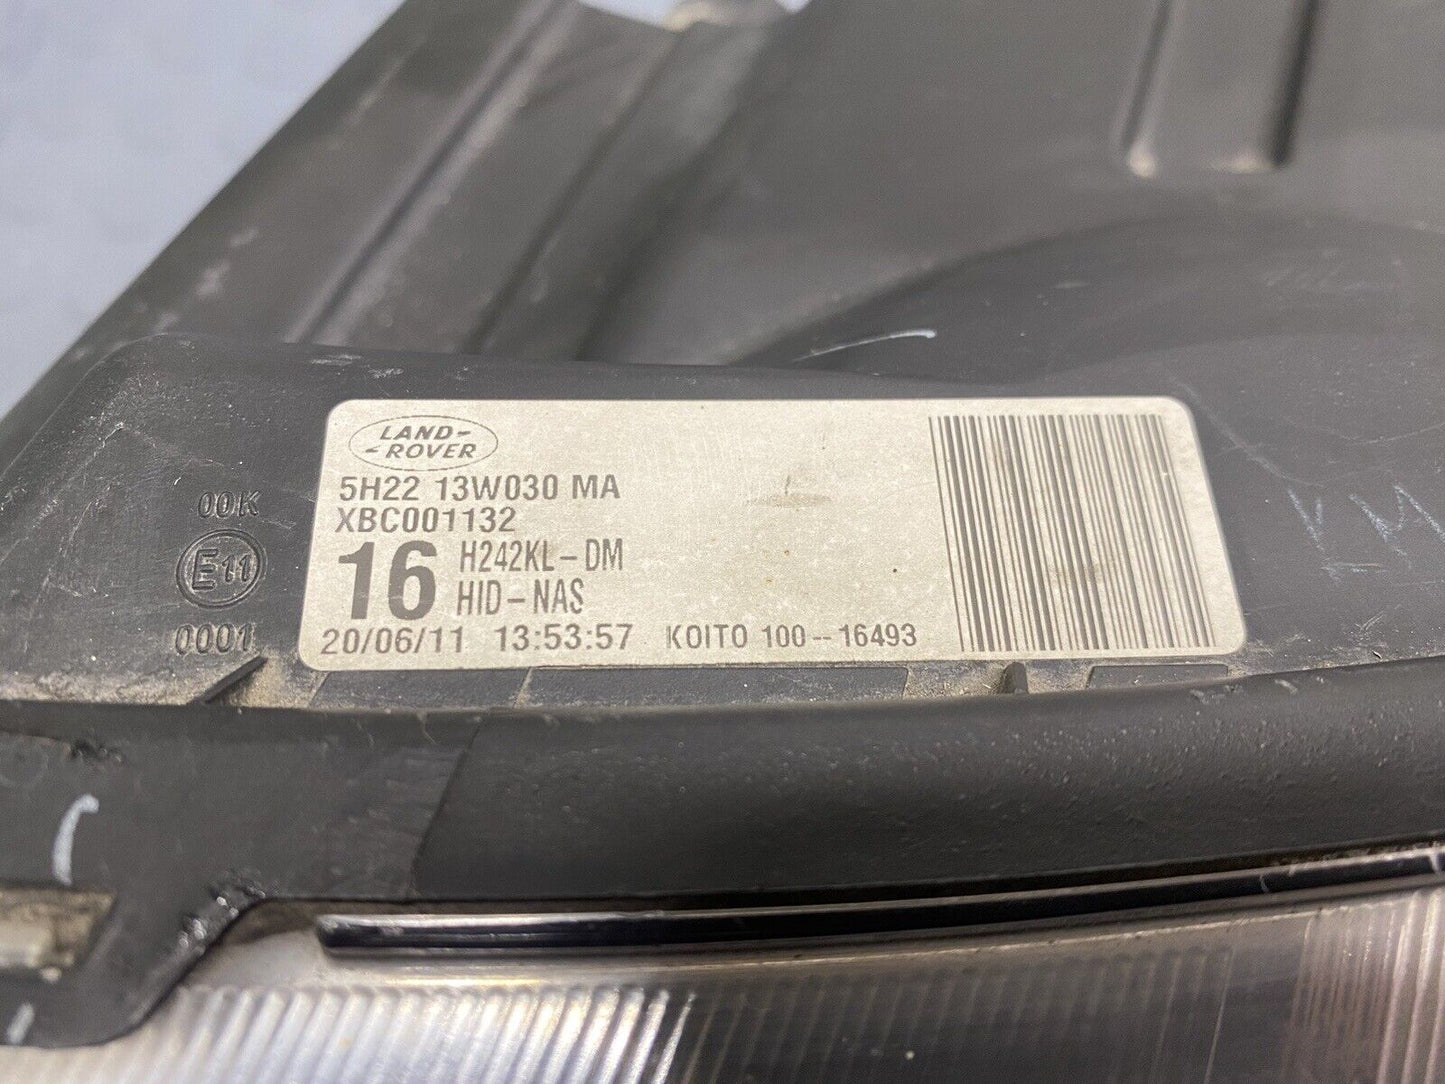 LAND-
-ROVER
5H22 13W030 MA
XBC001132
16
H242KL-DM
HID-NAS
20/06/11 13:53:57 KOITO 100--16493
00K
E11
0001